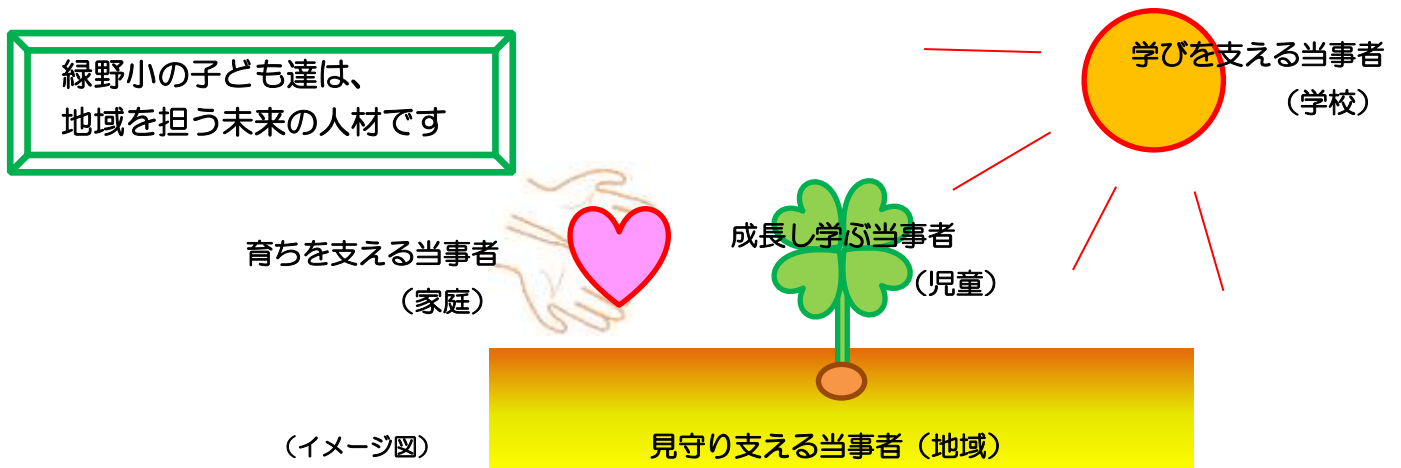 緑野小の子ども達は、
地域を担う未来の人材です
学びを支える当事者
（学校）
育ちを支える当事者
（家庭）
成長し学ぶ当事者
（児童）
（イメージ図）
見守り支える当事者（地域）